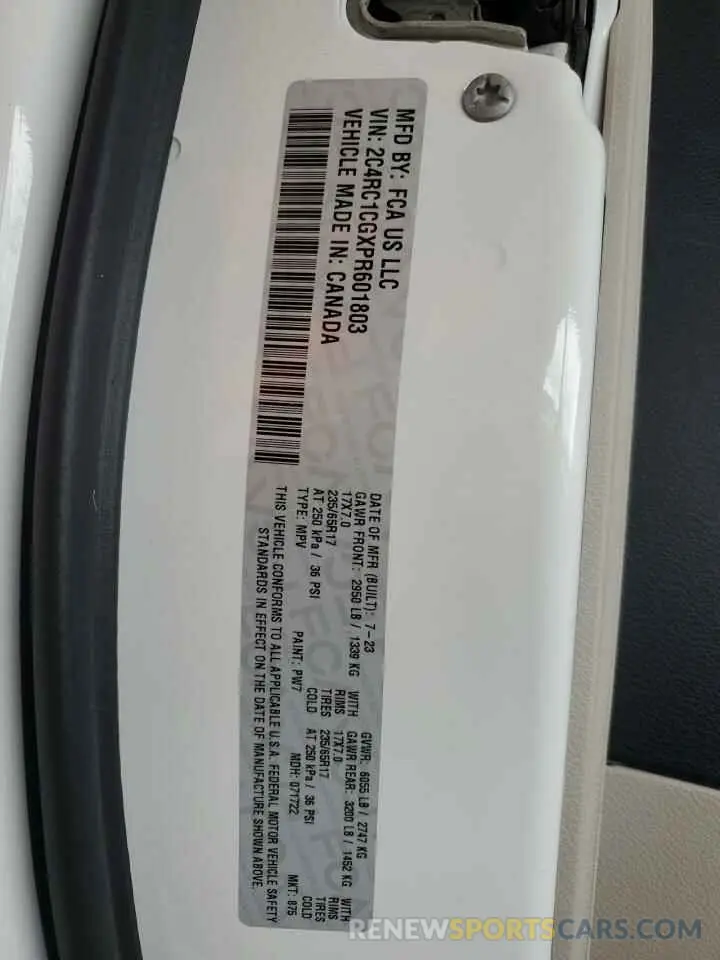 MFD BY: FCA US LLC
VIN: 2C4RC1CGXPR601803
VEHICLE MADE IN: CANADA
DATE OF MFR (BUILT): 7-23 GVWR: 6055 LB / 2747 KG
GAWR FRONT: 2950 LB / 1339 KG WITH GAWR REAR: 3200 LB / 1452 KG WITH
17X7.0 RIMS 17X7.0 RIMS
235/65R17 TIRES 235/65R17 TIRES
AT 250 kPa / 36 PSI COLD AT 250 kPa / 36 PSI COLD
TYPE: MPV PAINT: PW7 MDH: 071722 MKT: 875
THIS VEHICLE CONFORMS TO ALL APPLICABLE U.S.A. FEDERAL MOTOR VEHICLE SAFETY
STANDARDS IN EFFECT ON THE DATE OF MANUFACTURE SHOWN ABOVE.
RENEWSPORTSCARS.COM